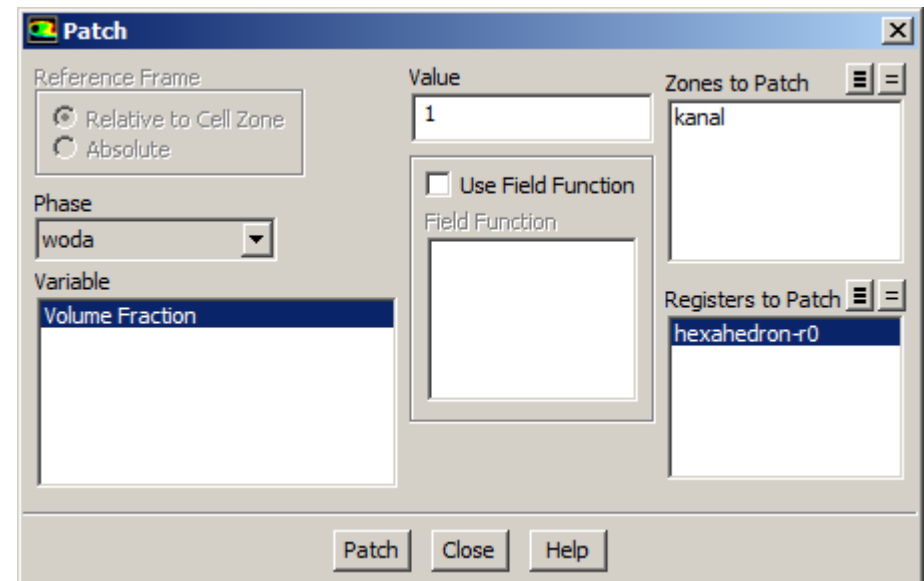 Patch
Reference Frame
Relative to Cell Zone
Absolute
Phase
woda
Variable
Volume Fraction
Value
1
Use Field Function
Field Function
Zones to Patch
kanal
Registers to Patch
hexahedron-r0
Patch
Close
Help